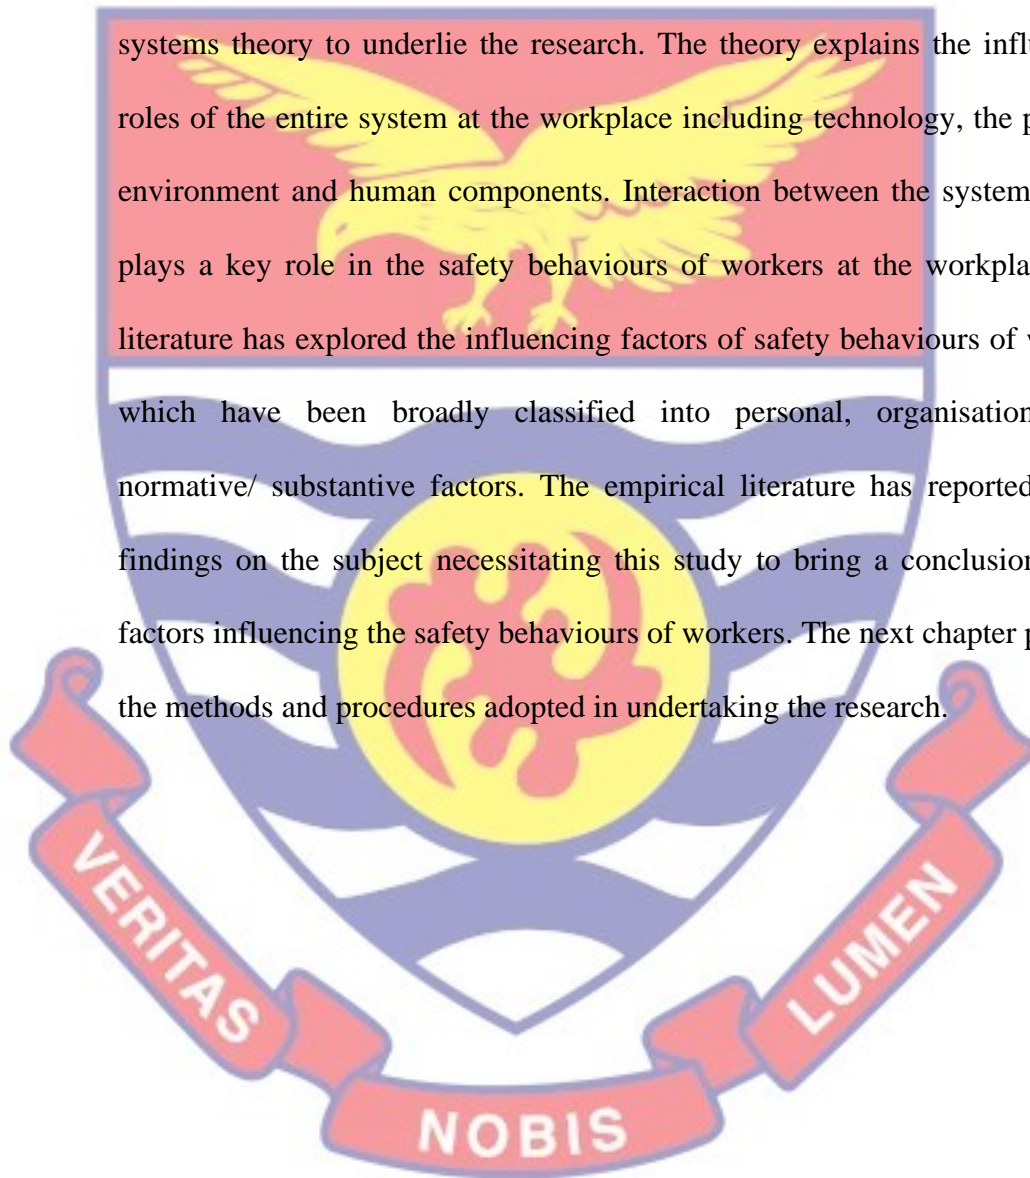 systems theory to underlie the research. The theory explains the
roles of the entire system at the workplace including technology, the
environment and human components. Interaction between the system
plays a key role in the safety behaviours of workers at the
literature has explored the influencing factors of safety behaviours of
which have been broadly classified into personal,
normative/ substantive factors. The empirical literature has reported
findings on the subject necessitating this study to bring a conclusion
factors influencing the safety behaviours of workers. The next chapter
the methods and procedures adopted in undertaking the research.
VERITAS
NOBIS
LUMEN